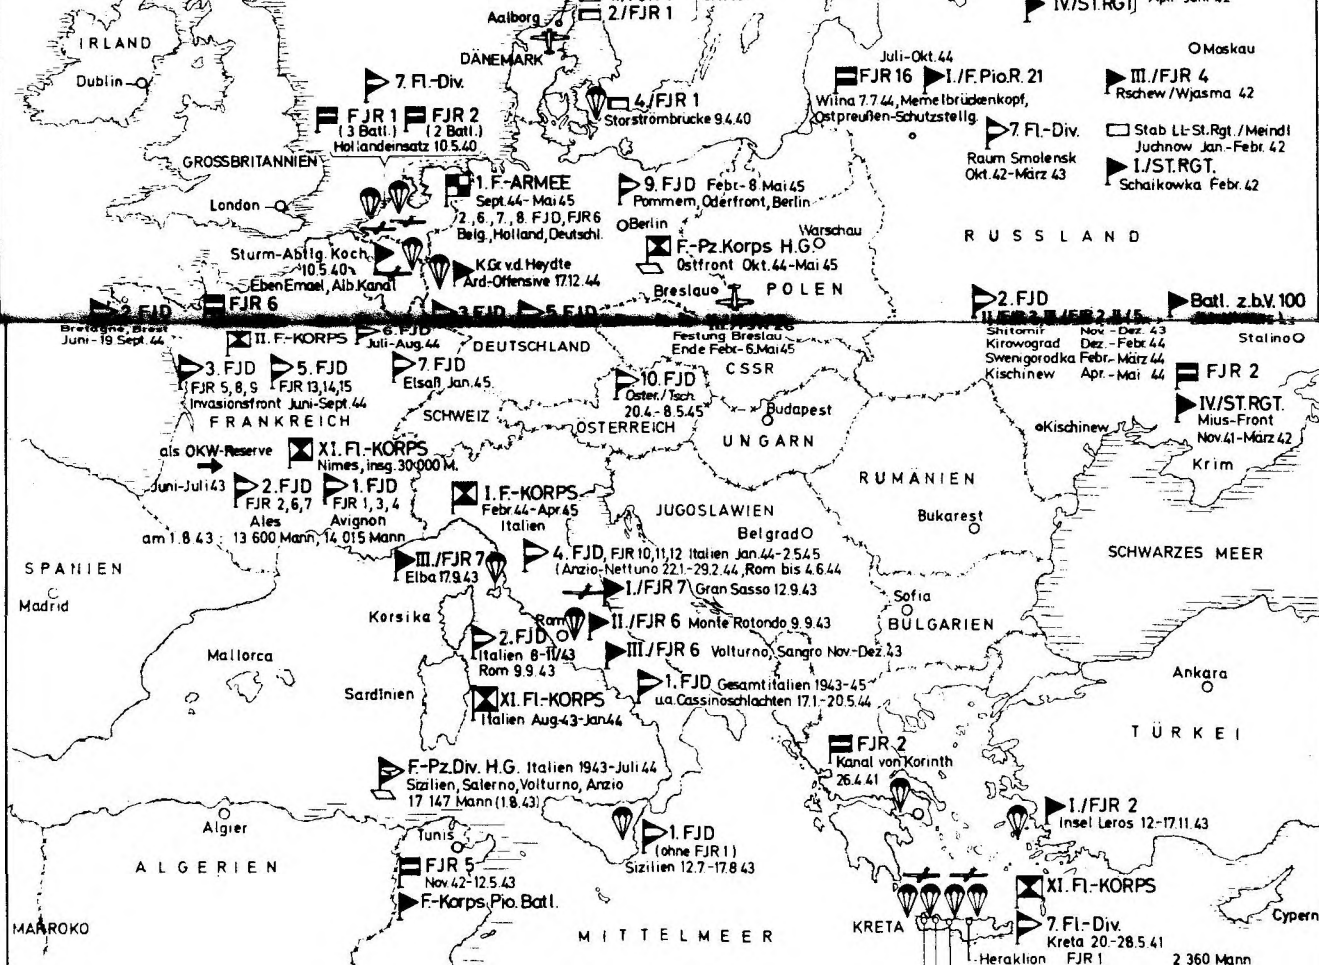 IV./ST.RGT.
Aalborg
2/FJR 1
DÄNEMARK
IRLAND
Dublin
7. Fl.-Div.
FJR 1
(3 Batl.)
FJR 2
(2 Batl.)
Hollandeinsatz 10.5.40
4./FJR 1
Storströmbrücke 9.4.40
Juli-Okt.44
FJR 16
I./F.Pio.R. 21
Wilna 7.7.44, Memelbrückenkopf,
Ostpreußen-Schutzstellg.
Moskau
III./FJR 4
Rschew/Wjasma 42
7. Fl.-Div.
Raum Smolensk
Okt.42-März 43
Stab LL-St.Rgt./Meindl
Juchnow Jan.-Febr. 42
I./ST.RGT.
Schaikowka Febr. 42
GROSSBRITANNIEN
London
1. F.-ARMEE
Sept.44-Mai45
2., 6., 7., 8. FJD, FJR 6
Belg., Holland, Deutschl.
9. FJD Febr.-8.Mai45
Pommern, Oderfront, Berlin
Berlin
F.-Pz.Korps H.G.
Ostfront Okt.44-Mai 45
Warschau
RUSSLAND
Sturm-Abtlg. Koch
10.5.40
Eben Emael, Alb.Kanal
K.Gr. v.d. Heydte
Ard-Offensive 17.12.44
Breslau
POLEN
2.FJD
Bretagne, Brest
Juni-19.Sept.44
FJR 6
3.FJD
5.FJD
Festung Breslau
Ende Febr.-6.Mai45
2.FJD
Shitomir Nov.-Dez. 43
Kirowograd Dez.-Febr. 44
Swenigorodka Febr.-März 44
Kischinew Apr.-Mai 44
Batl. z.b.V. 100
Stalino
II. F.-KORPS
6. FJD
Juli-Aug.44
DEUTSCHLAND
CSSR
3. FJD
FJR 5, 8, 9
5. FJD
FJR 13,14,15
Invasionsfront Juni-Sept.44
7. FJD
Elsaß Jan.45.
10. FJD
Öster./Tsch.
20.4.-8.5.45
FJR 2
IV./ST.RGT.
Mius-Front
Nov.41-März 42
FRANKREICH
SCHWEIZ
ÖSTERREICH
Budapest
UNGARN
Kischinew
Krim
als OKW-Reserve
Juni-Juli43
XI. Fl.-KORPS
Nimes, insg. 30000 M.
2. FJD
FJR 2,6,7
Ales
1. FJD
FJR 1, 3, 4
Avignon
am 1.8 43 : 13 600 Mann, 14 015 Mann
I. F.-KORPS
Febr.44-Apr.45
Italien
JUGOSLAWIEN
Belgrad
RUMÄNIEN
Bukarest
SCHWARZES MEER
SPANIEN
Madrid
III./FJR 7
Elba 17.9.43
4. FJD, FJR 10,11,12 Italien Jan.44-2.5.45
(Anzio-Nettuno 22.1.-29.2.44, Rom bis 4.6.44
I./FJR 7 Gran Sasso 12.9.43
Sofia
BULGARIEN
Korsika
Rom
II./FJR 6 Monte Rotondo 9.9.43
2. FJD
Italien 8-11/43
Rom 9.9.43
III./FJR 6 Volturno, Sangro Nov.-Dez.43
Mallorca
Sardinien
1. FJD Gesamtitalien 1943-45
u.a. Cassinoschlachten 17.1.-20.5.44
XI. Fl.-KORPS
Italien Aug-43-Jan44
Ankara
TÜRKEI
FJR 2
Kanal von Korinth
26.4.41
F.-Pz.Div. H.G. Italien 1943-Juli44
Sizilien, Salerno, Volturno, Anzio
17 147 Mann (1.8.43)
Algier
ALGERIEN
Tunis
FJR 5
Nov.42-12.5.43
F.-Korps Pio.Batl.
1. FJD
(ohne FJR 1)
Sizilien 12.7.-17.8 43
I./FJR 2
Insel Leros 12.-17.11.43
MAROKO
MITTELMEER
KRETA
XI. Fl.-KORPS
7. Fl.-Div.
Kreta 20.-28.5.41
Heraklion FJR 1 2 360 Mann
Cypern